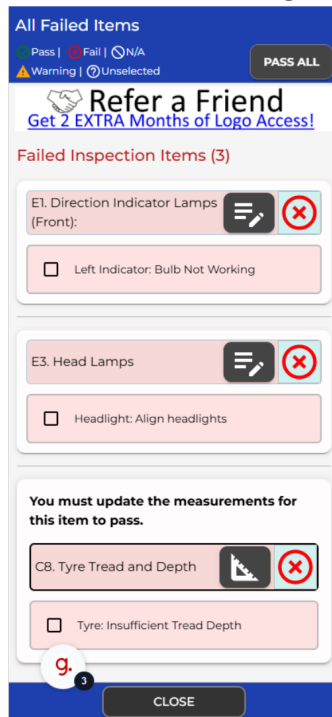 All Failed Items
Pass | Fail | N/A
Warning | Unselected
PASS ALL
Refer a Friend
Get 2 EXTRA Months of Logo Access!
Failed Inspection Items (3)
E1. Direction Indicator Lamps
(Front):
Left Indicator: Bulb Not Working
E3. Head Lamps
Headlight: Align headlights
You must update the measurements for
this item to pass.
C8. Tyre Tread and Depth
Tyre: Insufficient Tread Depth
g.
3
CLOSE